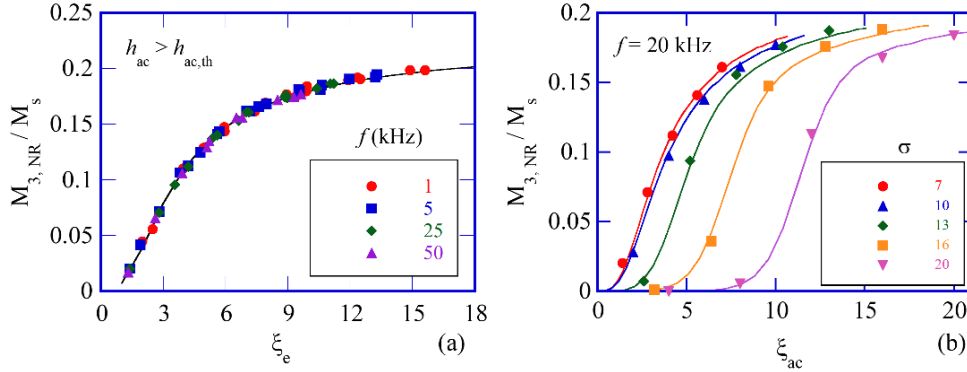 M3, NR / Ms
0.25
0.2
0.15
0.1
0.05
0
hac > hac,th
f (kHz)
1
5
25
50
0 3 6 9 12 15 18
ξe
(a)
M3, NR / Ms
0.2
0.15
0.1
0.05
0
f = 20 kHz
σ
7
10
13
16
20
0 5 10 15 20
ξac
(b)